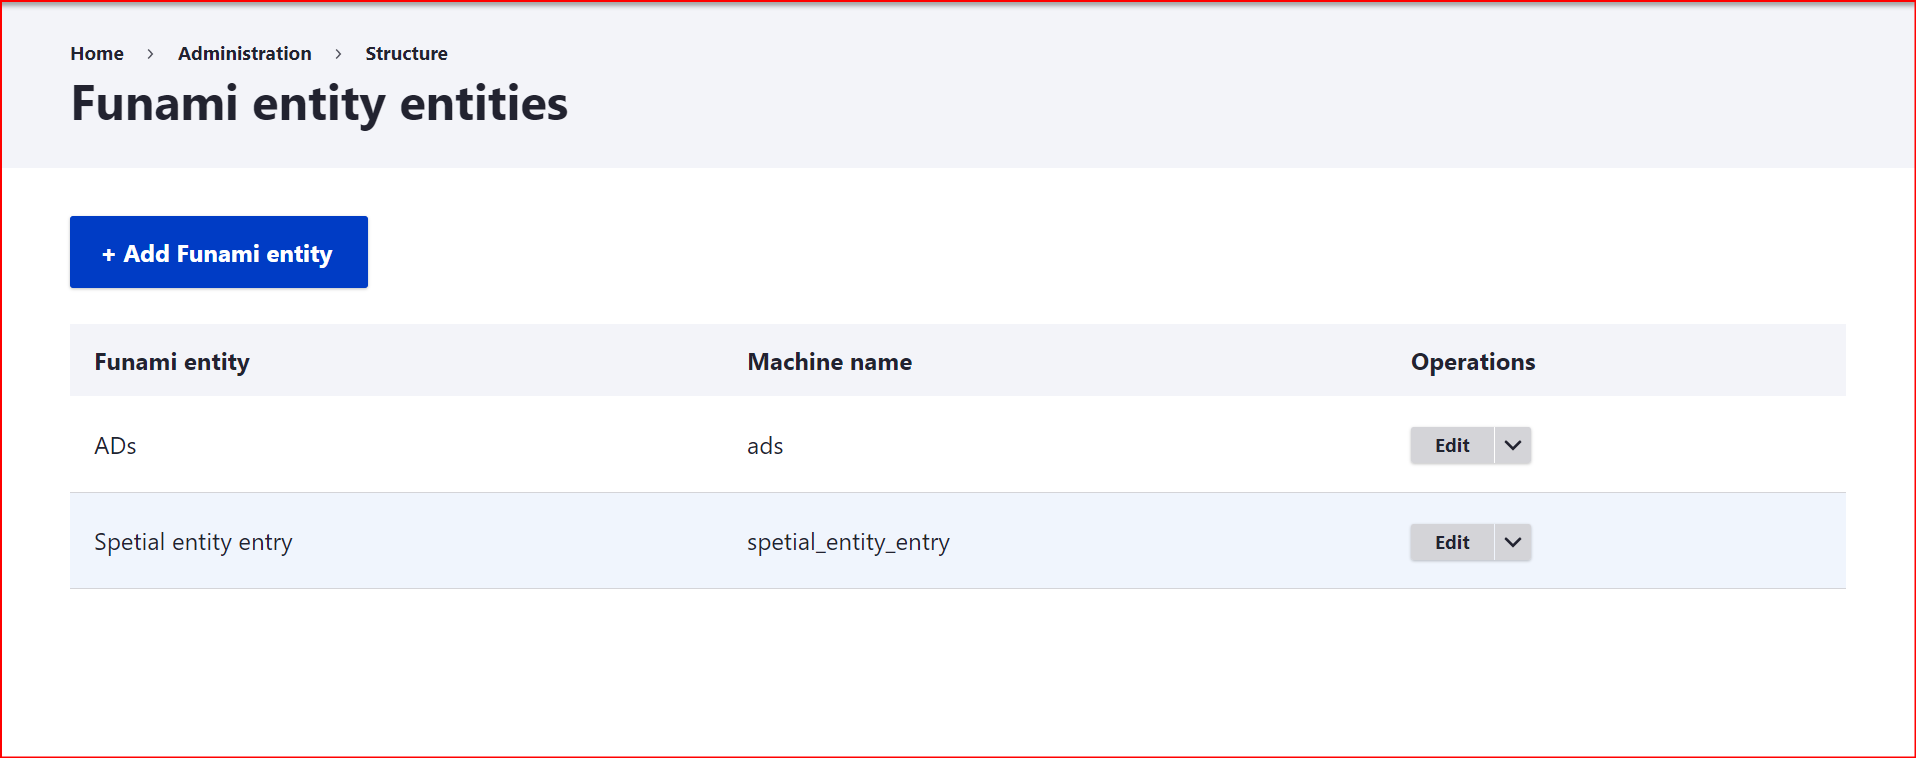 Home > Administration > Structure
Funami entity entities
+ Add Funami entity
Funami entity Machine name Operations
ADs ads Edit
Spetial entity entry spetial_entity_entry Edit